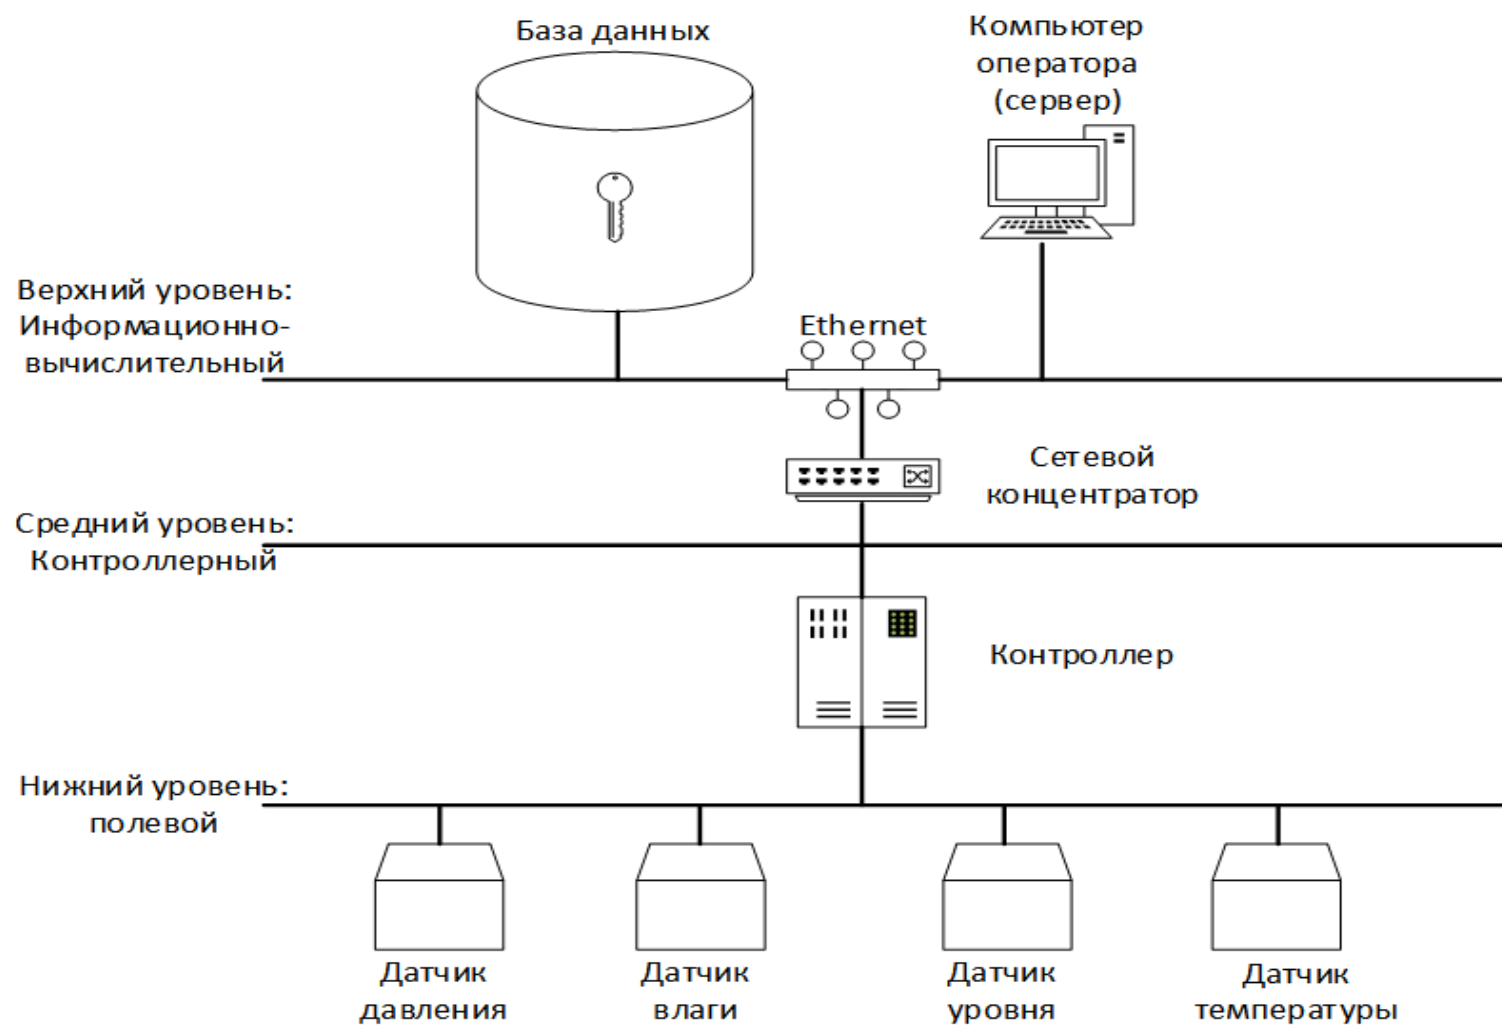 База данных
Компьютер
оператора
(сервер)
Верхний уровень:
Информационно-
вычислительный
Ethernet
Сетевой
концентратор
Средний уровень:
Контроллерный
Контроллер
Нижний уровень:
полевой
Датчик
давления
Датчик
влаги
Датчик
уровня
Датчик
температуры